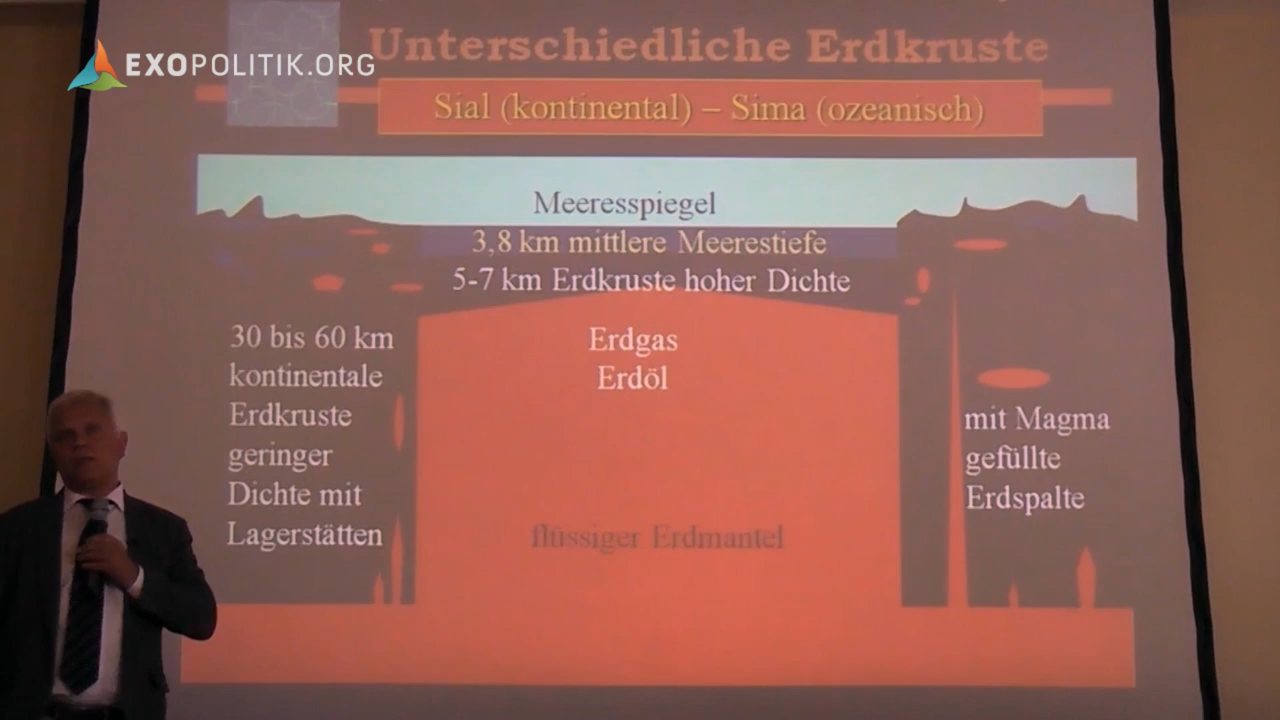 EXOPOLITIK.ORG
Unterschiedliche Erdkruste
Sial (kontinental) – Sima (ozeanisch)
Meeresspiegel
3,8 km mittlere Meerestiefe
5-7 km Erdkruste hoher Dichte
30 bis 60 km
kontinentale
Erdkruste
geringer
Dichte mit
Lagerstätten
Erdgas
Erdöl
flüssiger Erdmantel
mit Magma
gefüllte
Erdspalte